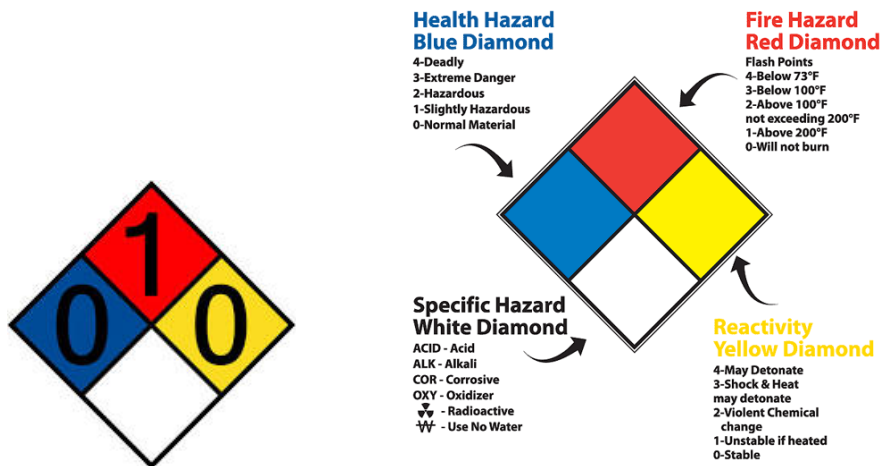 Health Hazard
Blue Diamond
4-Deadly
3-Extreme Danger
2-Hazardous
1-Slightly Hazardous
0-Normal Material
Fire Hazard
Red Diamond
Flash Points
4-Below 73°F
3-Below 100°F
2-Above 100°F
not exceeding 200°F
1-Above 200°F
0-Will not burn
1
0 0
Specific Hazard
White Diamond
ACID - Acid
ALK - Alkali
COR - Corrosive
OXY - Oxidizer
☢ - Radioactive
W - Use No Water
Reactivity
Yellow Diamond
4-May Detonate
3-Shock & Heat
may detonate
2-Violent Chemical
change
1-Unstable if heated
0-Stable